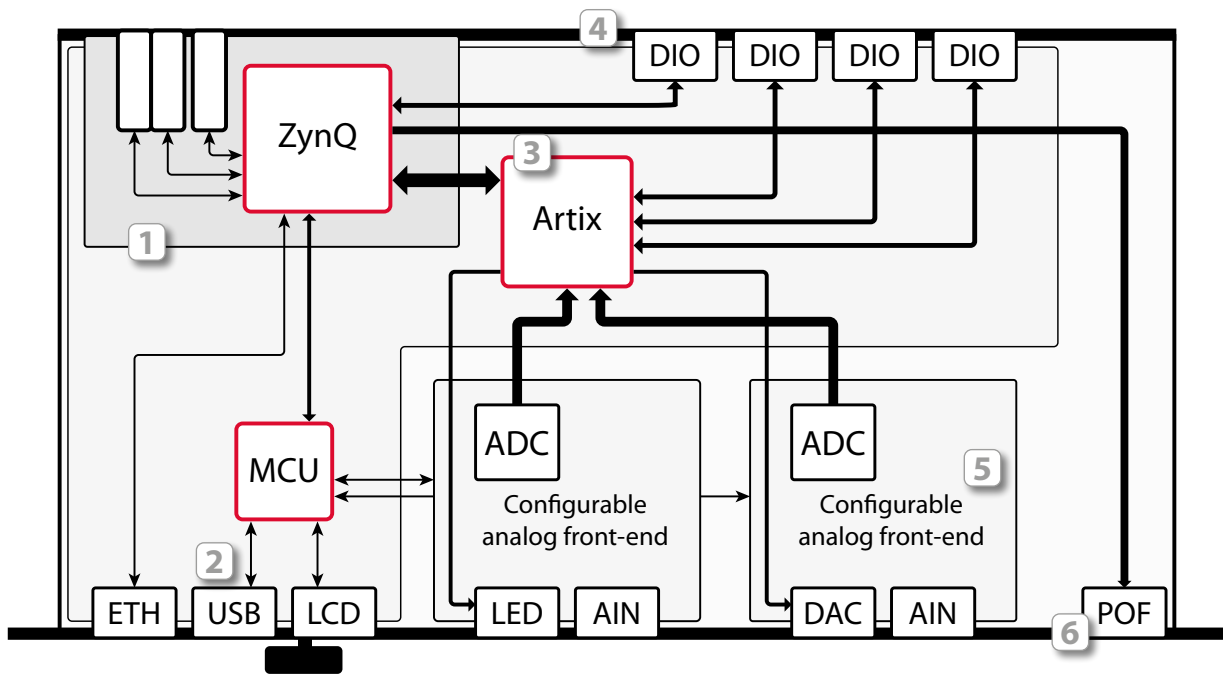 4
DIO
DIO
DIO
DIO
ZynQ
3
Artix
1
ADC
ADC
MCU
5
Configurable
analog front-end
Configurable
analog front-end
2
ETH
USB
LCD
LED
AIN
DAC
AIN
POF
6